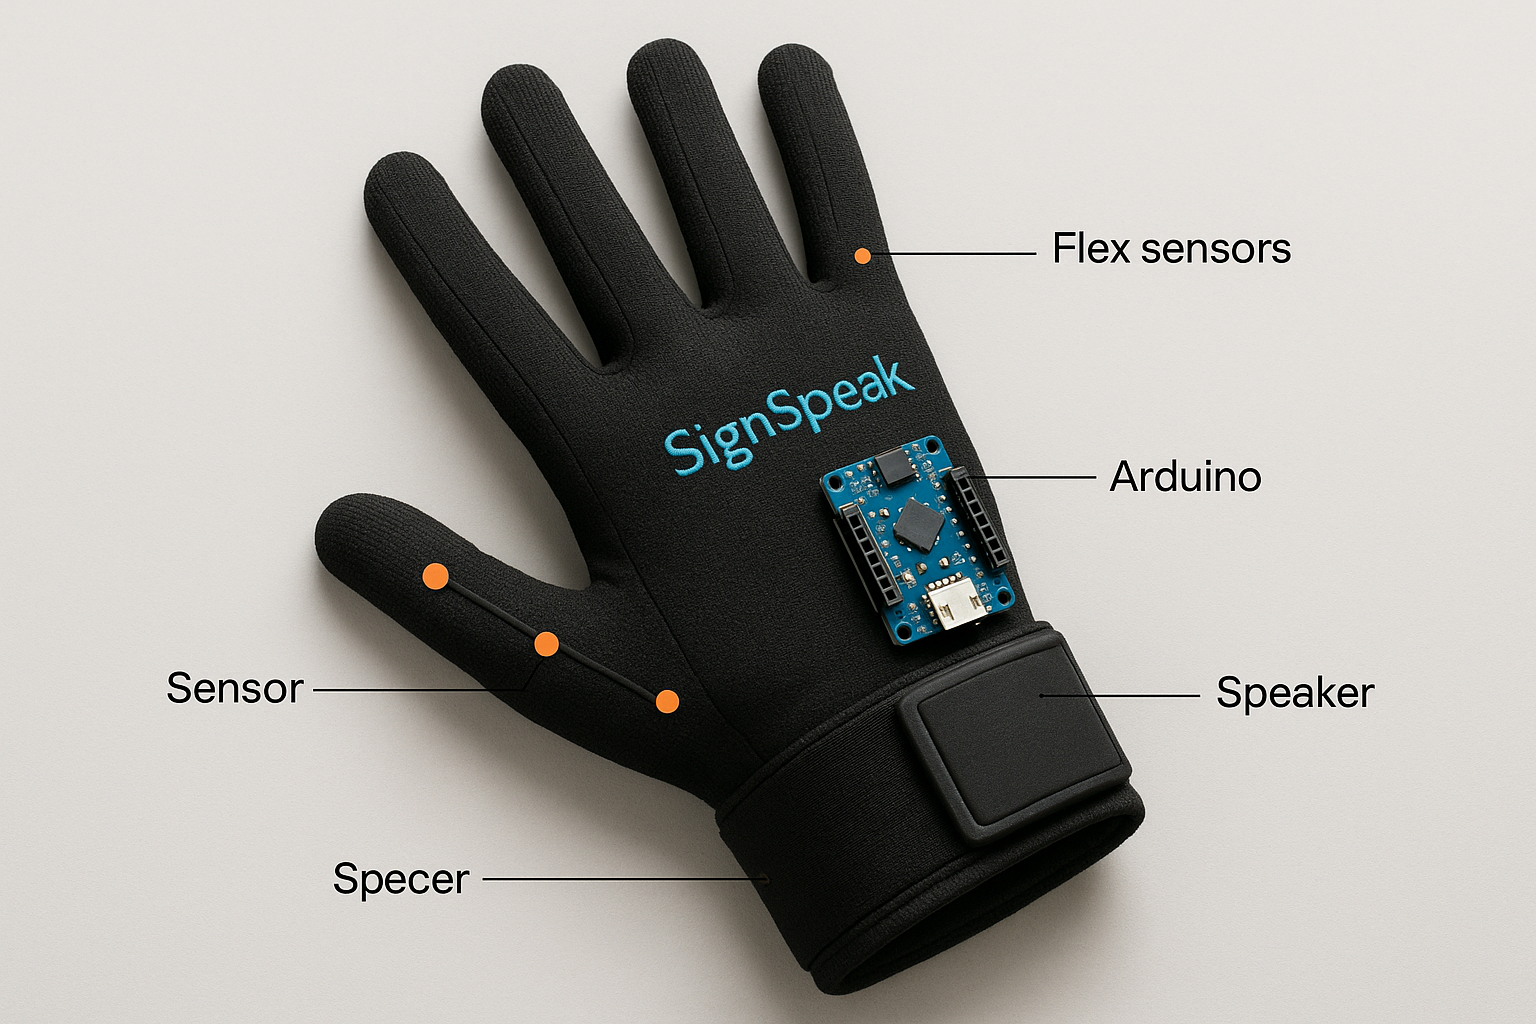 Flex sensors
SignSpeak
Arduino
Sensor
Speaker
Specer